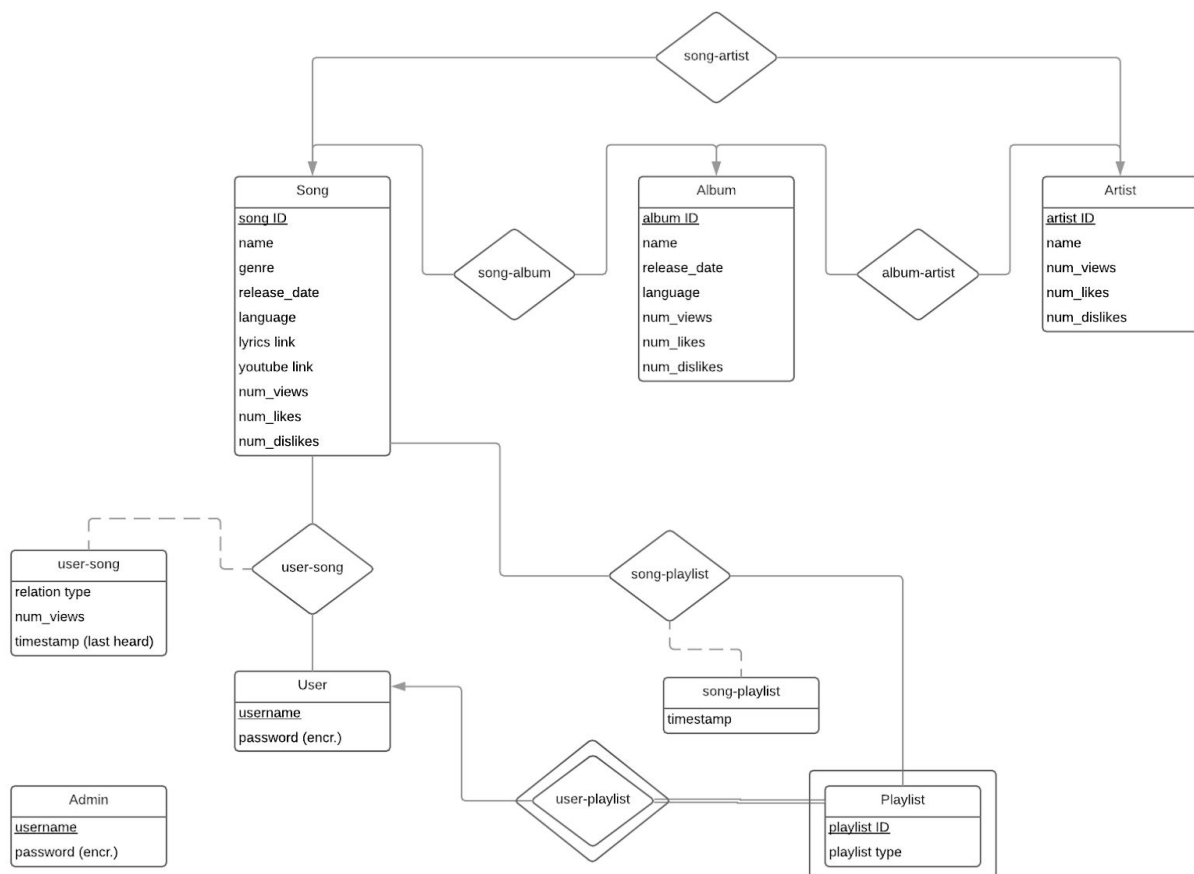 song-artist
Song
song ID
name
genre
release_date
language
lyrics link
youtube link
num_views
num_likes
num_dislikes
song-album
Album
album ID
name
release_date
language
num_views
num_likes
num_dislikes
album-artist
Artist
artist ID
name
num_views
num_likes
num_dislikes
user-song
relation type
num_views
timestamp (last heard)
user-song
song-playlist
song-playlist
timestamp
User
username
password (encr.)
user-playlist
Playlist
playlist ID
playlist type
Admin
username
password (encr.)